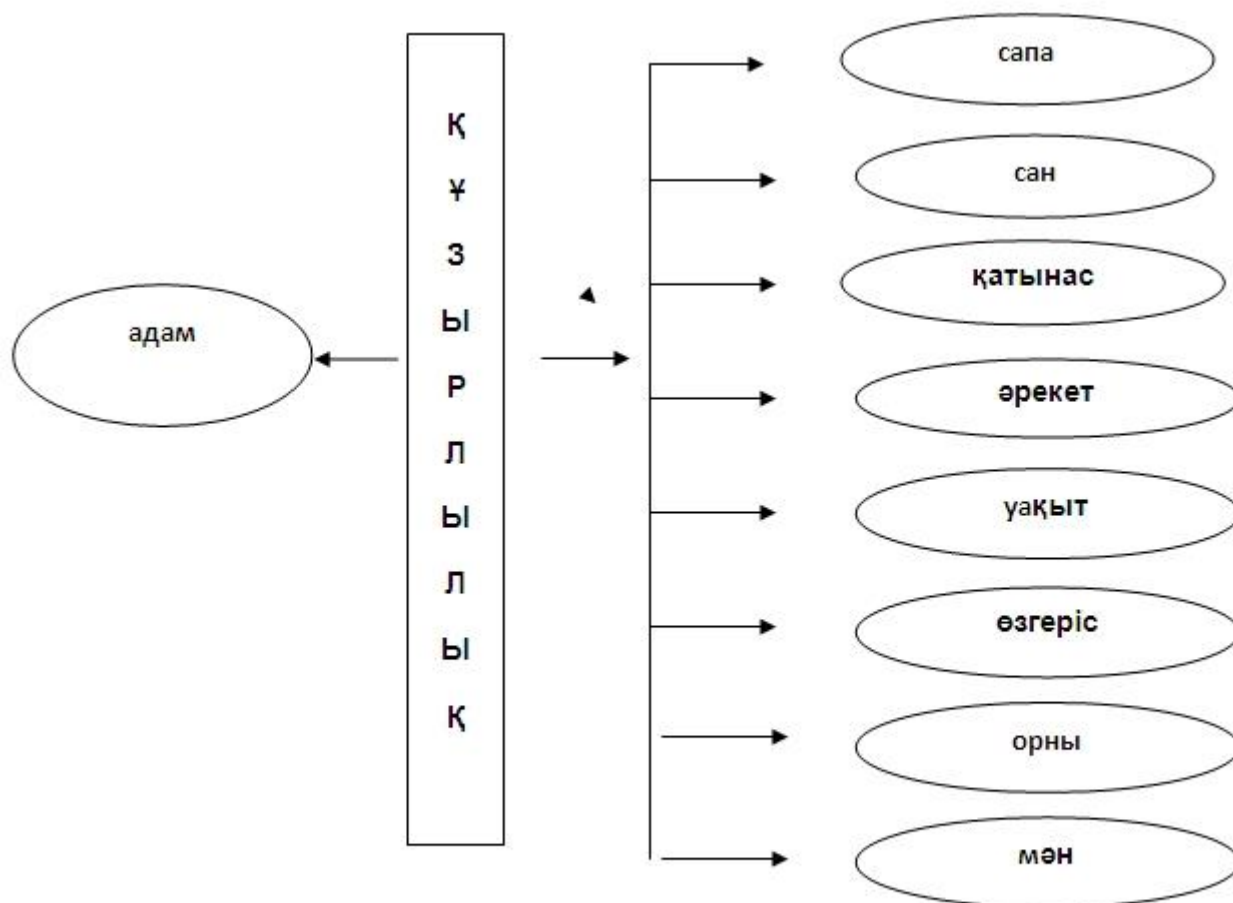 адам
Қ
Ұ
З
Ы
Р
Л
Ы
Л
Ы
Қ
сапа
сан
қатынас
әрекет
уақыт
өзгеріс
орны
мән